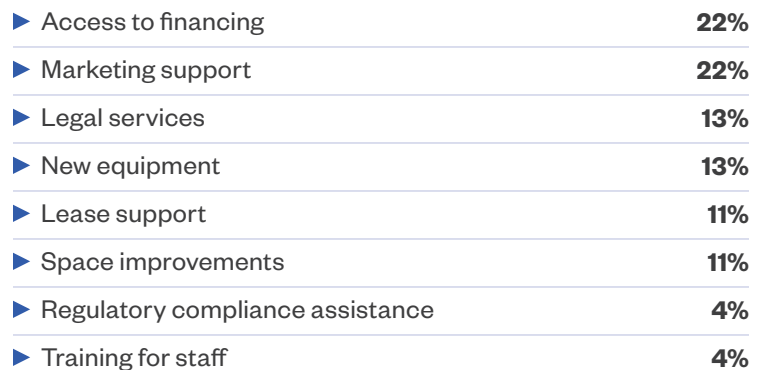 ► Access to financing 22%
► Marketing support 22%
► Legal services 13%
► New equipment 13%
► Lease support 11%
► Space improvements 11%
► Regulatory compliance assistance 4%
► Training for staff 4%